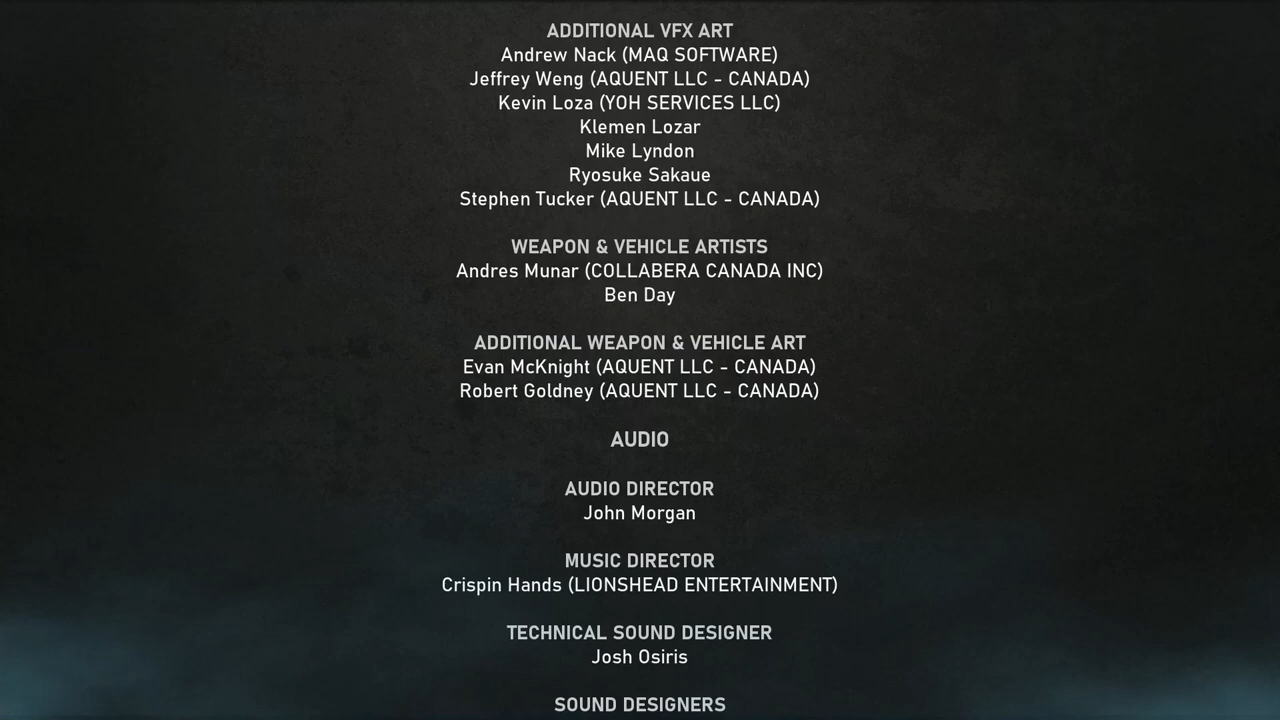 ADDITIONAL VFX ART
Andrew Nack (MAQ SOFTWARE)
Jeffrey Weng (AQUENT LLC - CANADA)
Kevin Loza (YOH SERVICES LLC)
Klemen Lozar
Mike Lyndon
Ryosuke Sakaue
Stephen Tucker (AQUENT LLC - CANADA)
WEAPON & VEHICLE ARTISTS
Andres Munar (COLLABERA CANADA INC)
Ben Day
ADDITIONAL WEAPON & VEHICLE ART
Evan McKnight (AQUENT LLC - CANADA)
Robert Goldney (AQUENT LLC - CANADA)
AUDIO
AUDIO DIRECTOR
John Morgan
MUSIC DIRECTOR
Crispin Hands (LIONSHEAD ENTERTAINMENT)
TECHNICAL SOUND DESIGNER
Josh Osiris
SOUND DESIGNERS